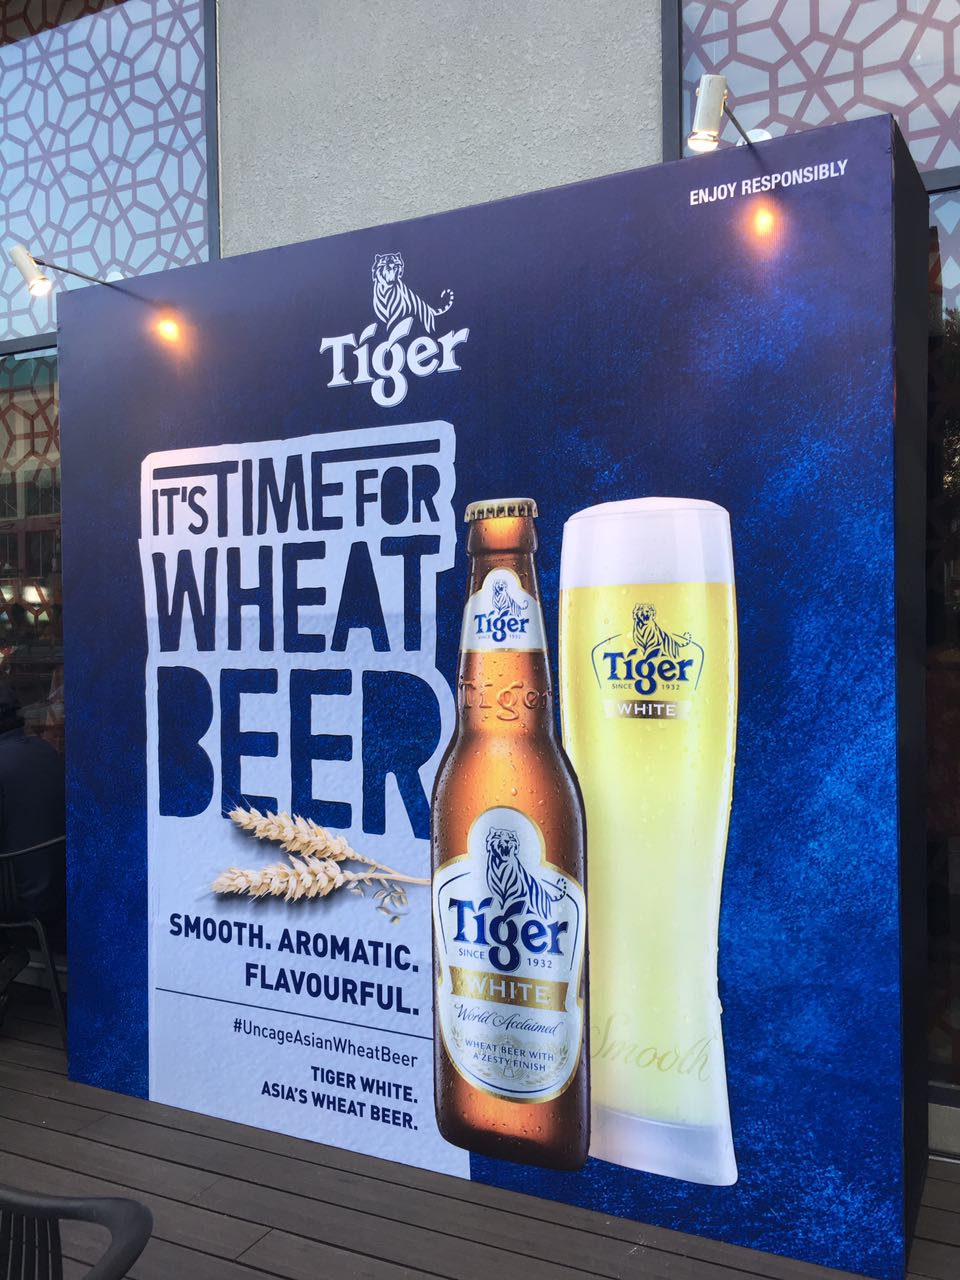 ENJOY RESPONSIBLY
Tiger
IT'S TIME FOR
WHEAT
BEER
SMOOTH. AROMATIC.
FLAVOURFUL.
#UncageAsianWheatBeer
TIGER WHITE.
ASIA'S WHEAT BEER.
Tiger
SINCE 1932
Tiger
Tiger
SINCE 1932
WHITE
World Acclaimed
WHEAT BEER WITH
A ZESTY FINISH
Tiger
SINCE 1932
WHITE
Smooth